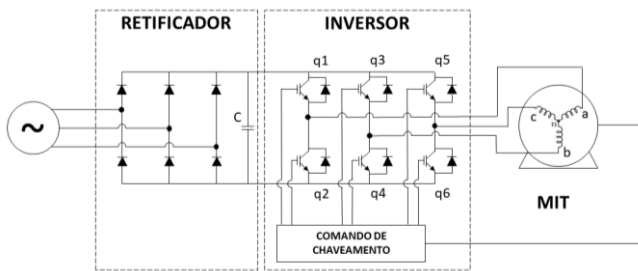 RETIFICADOR
INVERSOR
q1
q3
q5
~
C
c
n
a
b
q2
q4
q6
MIT
COMANDO DE
CHAVEAMENTO